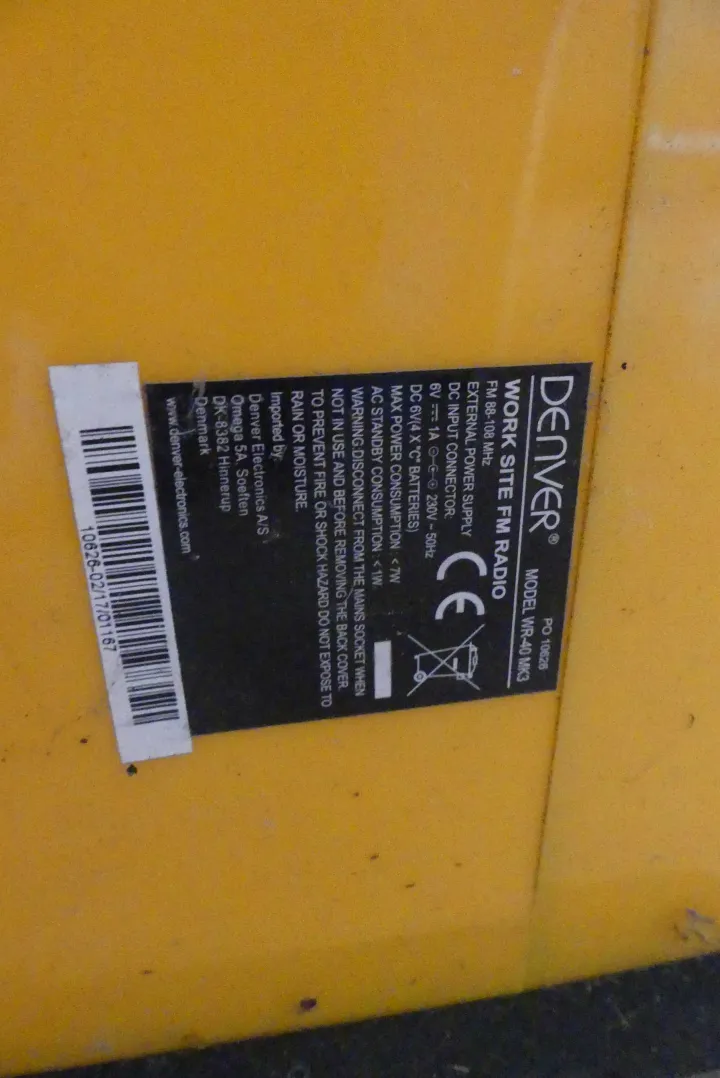 DENVER®
PO 10626
MODEL WR-40 MK3
WORK SITE FM RADIO
FM 88-108 MHz
EXTERNAL POWER SUPPLY
DC INPUT CONNECTOR:
6V 1A 230V ~ 50Hz
DC 6V(4 X "C" BATTERIES)
MAX POWER CONSUMPTION : <7W
AC STANDBY CONSUMPTION : <1W
WARNING:DISCONNECT FROM THE MAINS SOCKET WHEN
NOT IN USE AND BEFORE REMOVING THE BACK COVER.
TO PREVENT FIRE OR SHOCK HAZARD DO NOT EXPOSE TO
RAIN OR MOISTURE.
CE
Imported by:
Denver Electronics A/S
Omega 5A, Soeften
DK-8382 Hinnerup
Denmark
www.denver-electronics.com
10626-02/17/01167